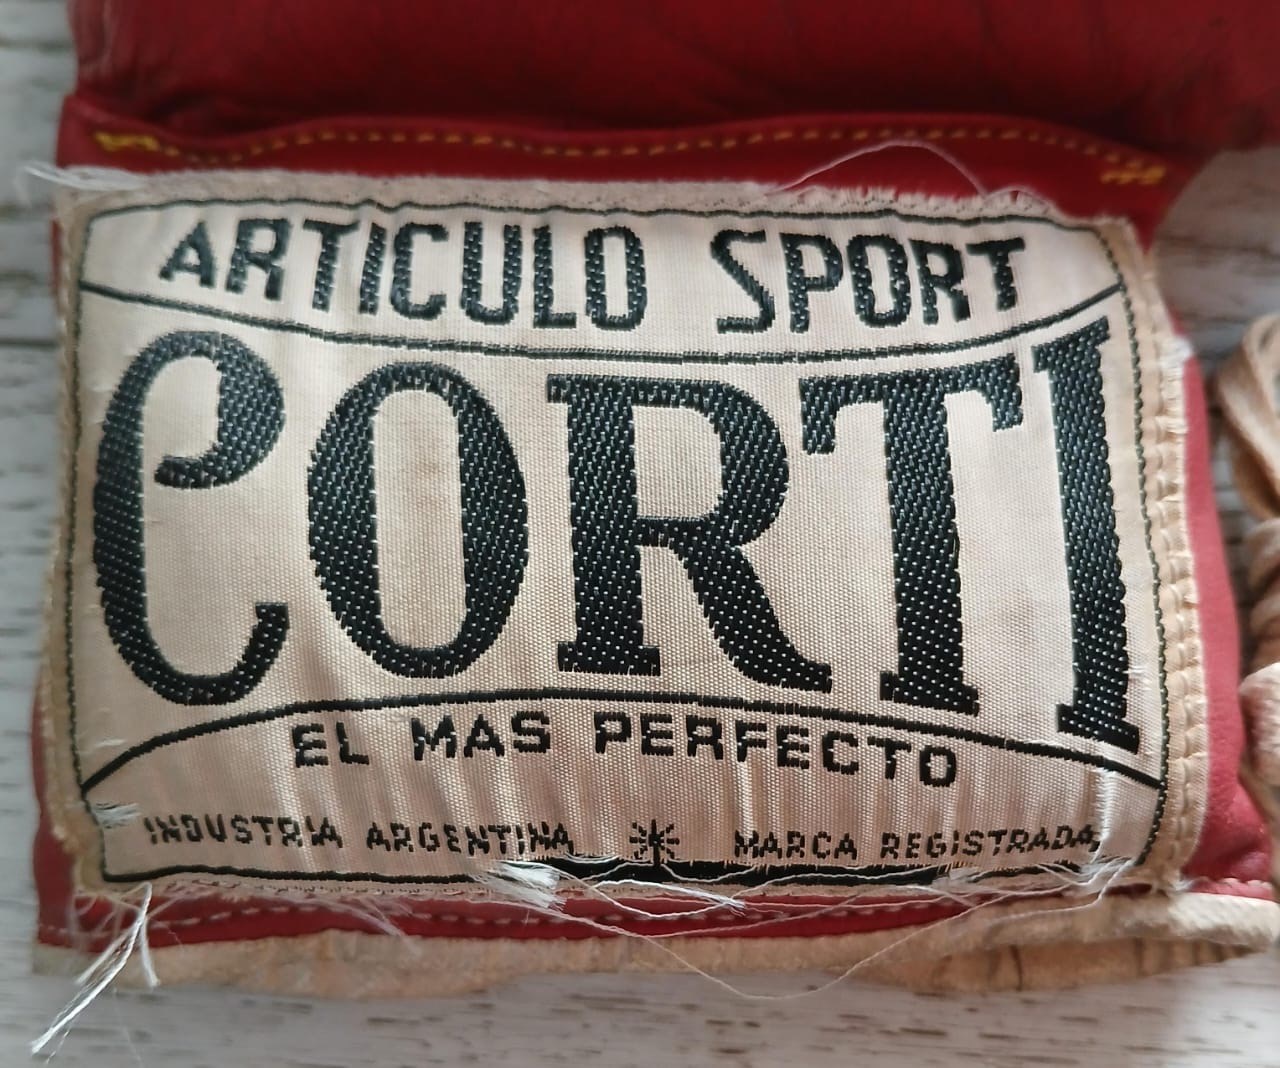 ARTICULO SPORT
CORTI
EL MAS PERFECTO
INDUSTRIA ARGENTINA MARCA REGISTRADA